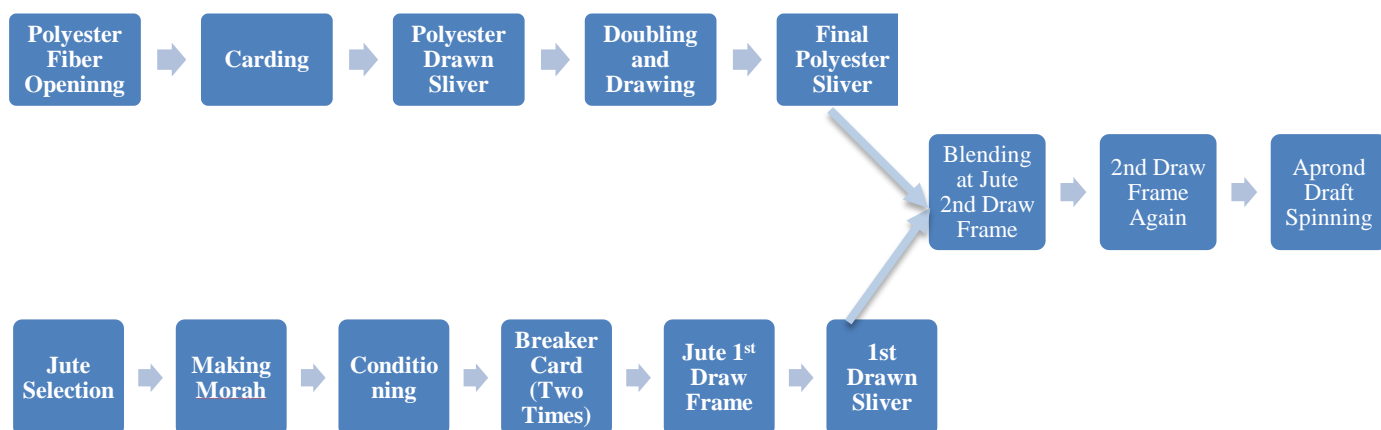 Polyester
Fiber
Openinng
Carding
Polyester
Drawn
Sliver
Doubling
and
Drawing
Final
Polyester
Sliver
Blending
at Jute
2nd Draw
Frame
2nd Draw
Frame
Again
Aprond
Draft
Spinning
Jute
Selection
Making
Morah
Conditio
ning
Breaker
Card
(Two
Times)
Jute 1st
Draw
Frame
1st
Drawn
Sliver